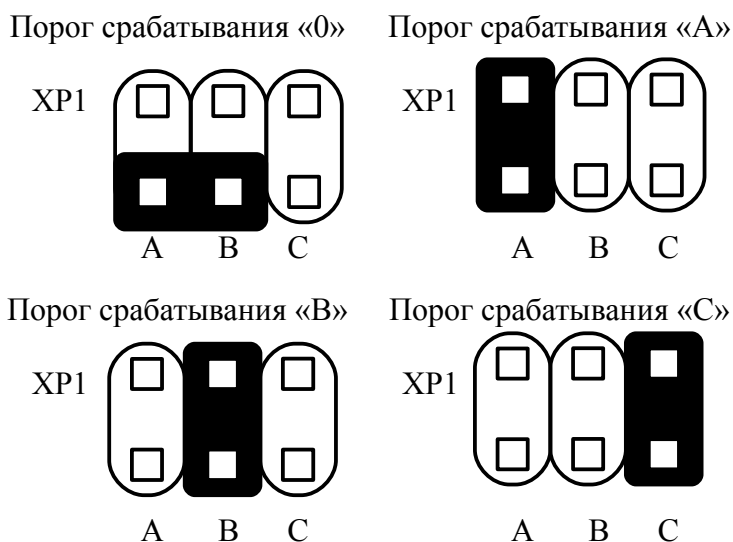 Порог срабатывания «0» Порог срабатывания «А»
XP1 XP1
А В С А В С
Порог срабатывания «В» Порог срабатывания «С»
XP1 XP1
А В С А В С